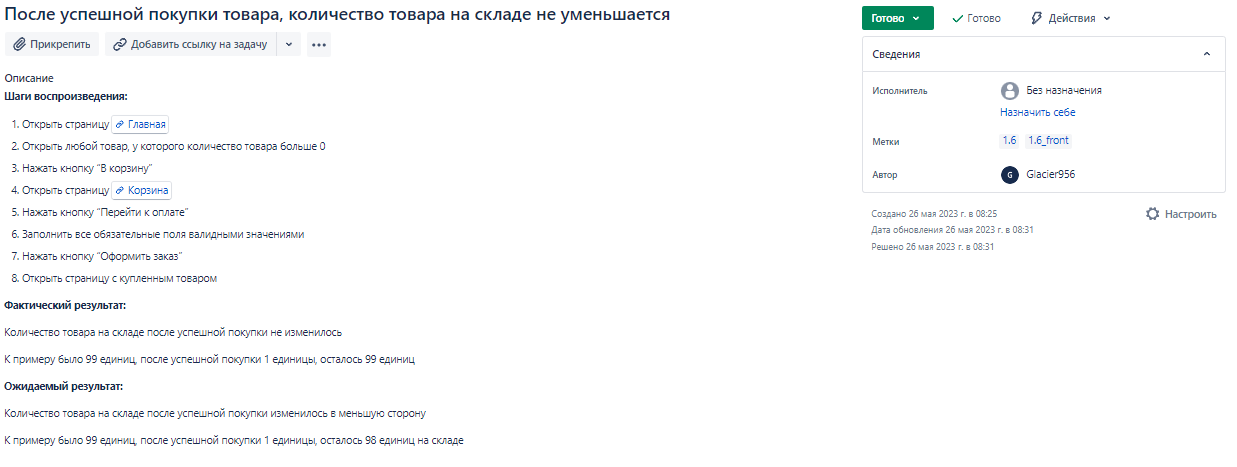 После успешной покупки товара, количество товара на складе не уменьшается
Прикрепить
Добавить ссылку на задачу
Описание
Шаги воспроизведения:
1. Открыть страницу Главная
2. Открыть любой товар, у которого количество товара больше 0
3. Нажать кнопку “В корзину”
4. Открыть страницу Корзина
5. Нажать кнопку “Перейти к оплате”
6. Заполнить все обязательные поля валидными значениями
7. Нажать кнопку “Оформить заказ”
8. Открыть страницу с купленным товаром
Фактический результат:
Количество товара на складе после успешной покупки не изменилось
К примеру было 99 единиц, после успешной покупки 1 единицы, осталось 99 единиц
Ожидаемый результат:
Количество товара на складе после успешной покупки изменилось в меньшую сторону
К примеру было 99 единиц, после успешной покупки 1 единицы, осталось 98 единиц на складе
Готово
Готово
Действия
Сведения
Исполнитель
Без назначения
Назначить себе
Метки
1.6 1.6_front
Автор
G Glacier956
Создано 26 мая 2023 г. в 08:25
Дата обновления 26 мая 2023 г. в 08:31
Решено 26 мая 2023 г. в 08:31
Настроить